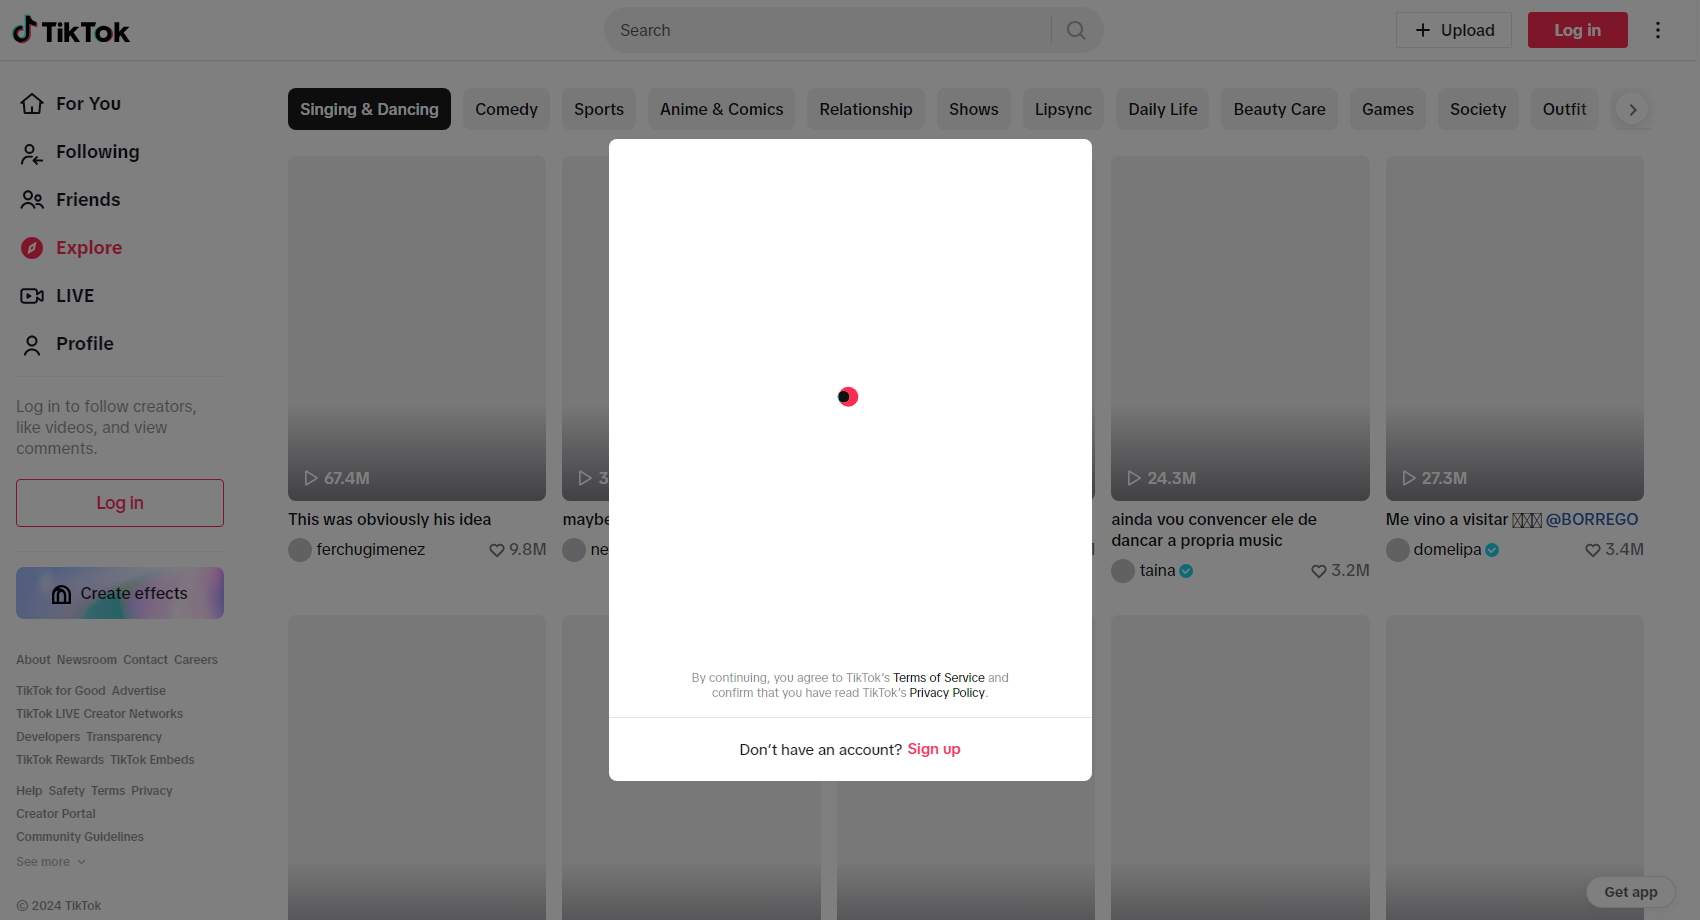 TikTok
Search
Upload
Log in
For You
Following
Friends
Explore
LIVE
Profile
Log in to follow creators,
like videos, and view
comments.
Log in
Create effects
About Newsroom Contact Careers
TikTok for Good Advertise
TikTok LIVE Creator Networks
Developers Transparency
TikTok Rewards TikTok Embeds
Help Safety Terms Privacy
Creator Portal
Community Guidelines
See more
© 2024 TikTok
Singing & Dancing
Comedy
Sports
Anime & Comics
Relationship
Shows
Lipsync
Daily Life
Beauty Care
Games
Society
Outfit
67.4M
This was obviously his idea
ferchugimenez
9.8M
maybe
24.3M
ainda vou convencer ele de
dancar a propria music
taina
3.2M
27.3M
Me vino a visitar @BORREGO
domelipa
3.4M
By continuing, you agree to TikTok's Terms of Service and
confirm that you have read TikTok's Privacy Policy.
Don't have an account? Sign up
Get app